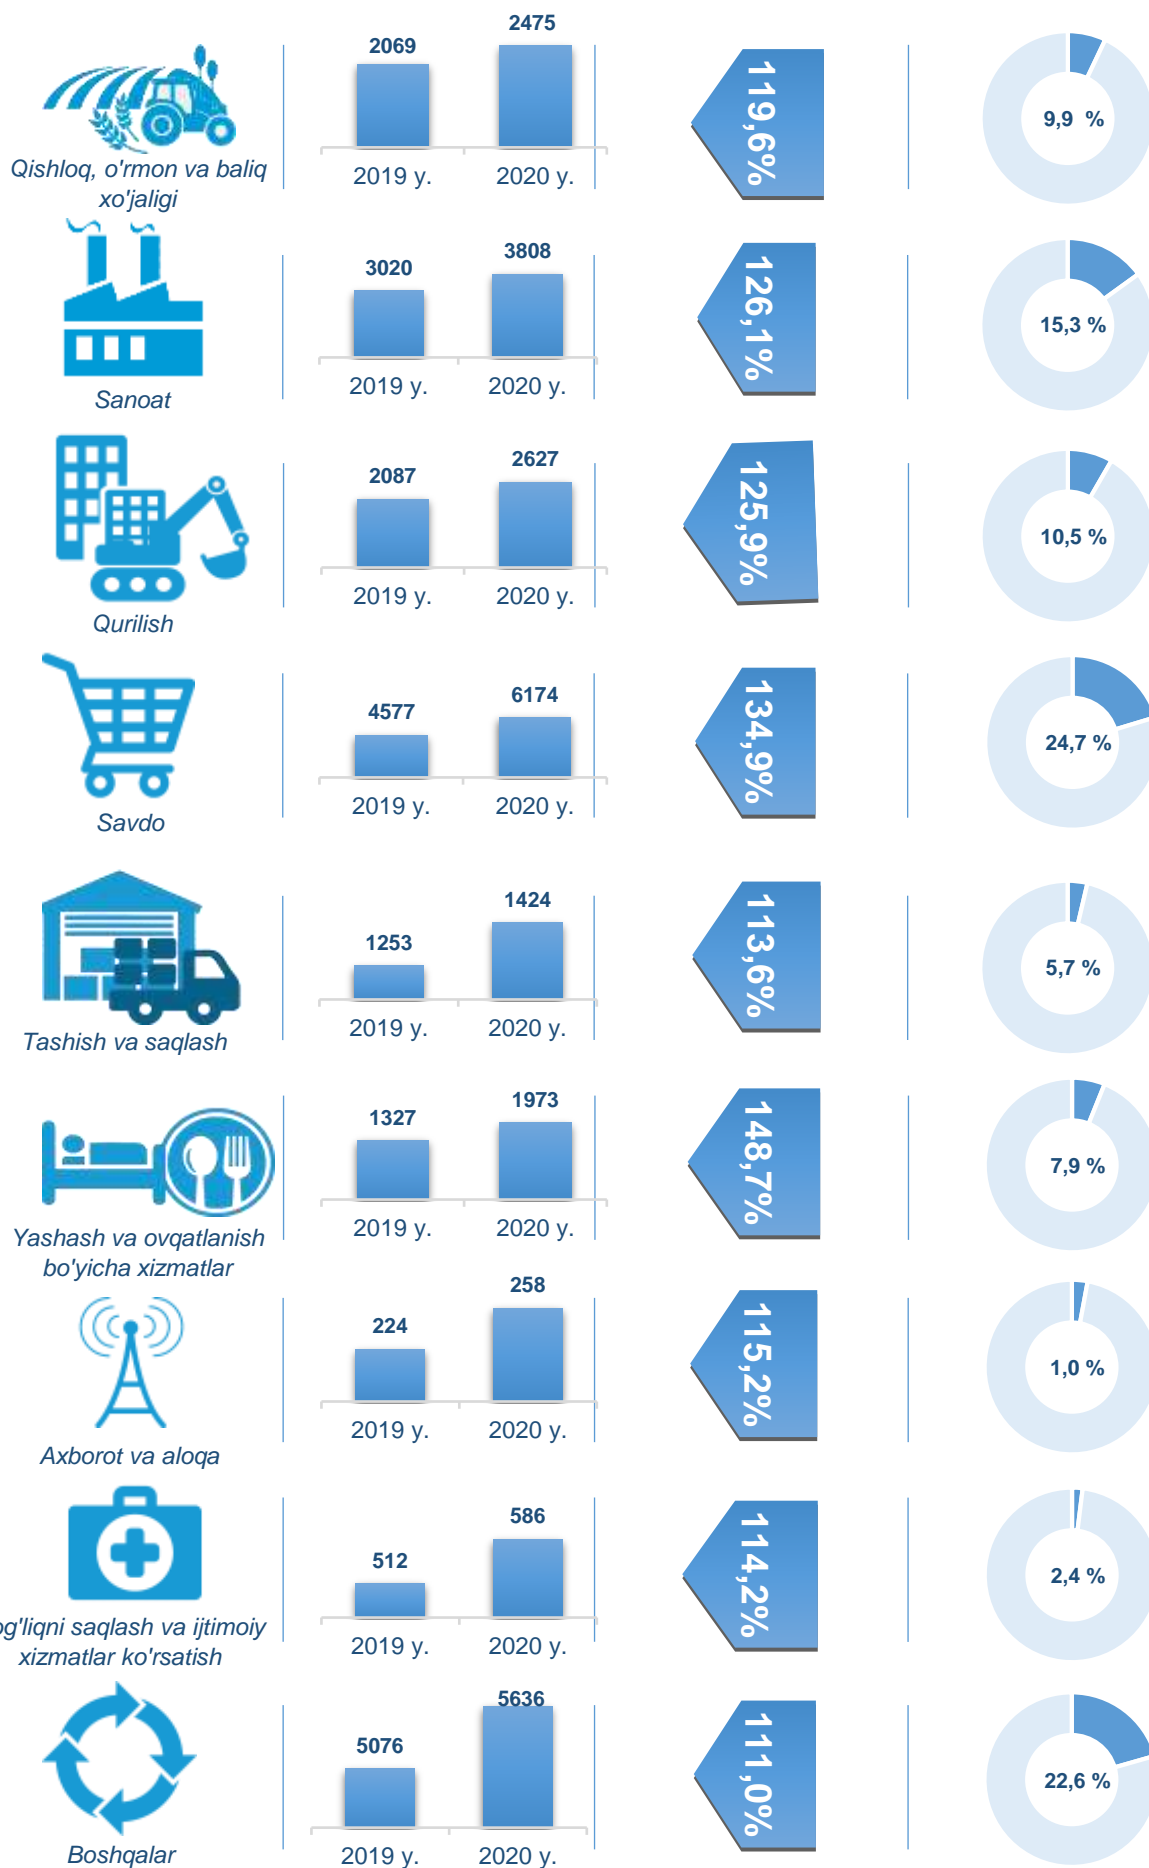 2069
2475
2019 y.
2020 y.
119,6%
9,9 %
Qishloq, o'rmon va baliq
xo'jaligi
3020
3808
2019 y.
2020 y.
126,1%
15,3 %
Sanoat
2087
2627
2019 y.
2020 y.
125,9%
10,5 %
Qurilish
4577
6174
2019 y.
2020 y.
134,9%
24,7 %
Savdo
1253
1424
2019 y.
2020 y.
113,6%
5,7 %
Tashish va saqlash
1327
1973
2019 y.
2020 y.
148,7%
7,9 %
Yashash va ovqatlanish
bo'yicha xizmatlar
224
258
2019 y.
2020 y.
115,2%
1,0 %
Axborot va aloqa
512
586
2019 y.
2020 y.
114,2%
2,4 %
og'liqni saqlash va ijtimoiy
xizmatlar ko'rsatish
5076
5636
2019 y.
2020 y.
111,0%
22,6 %
Boshqalar